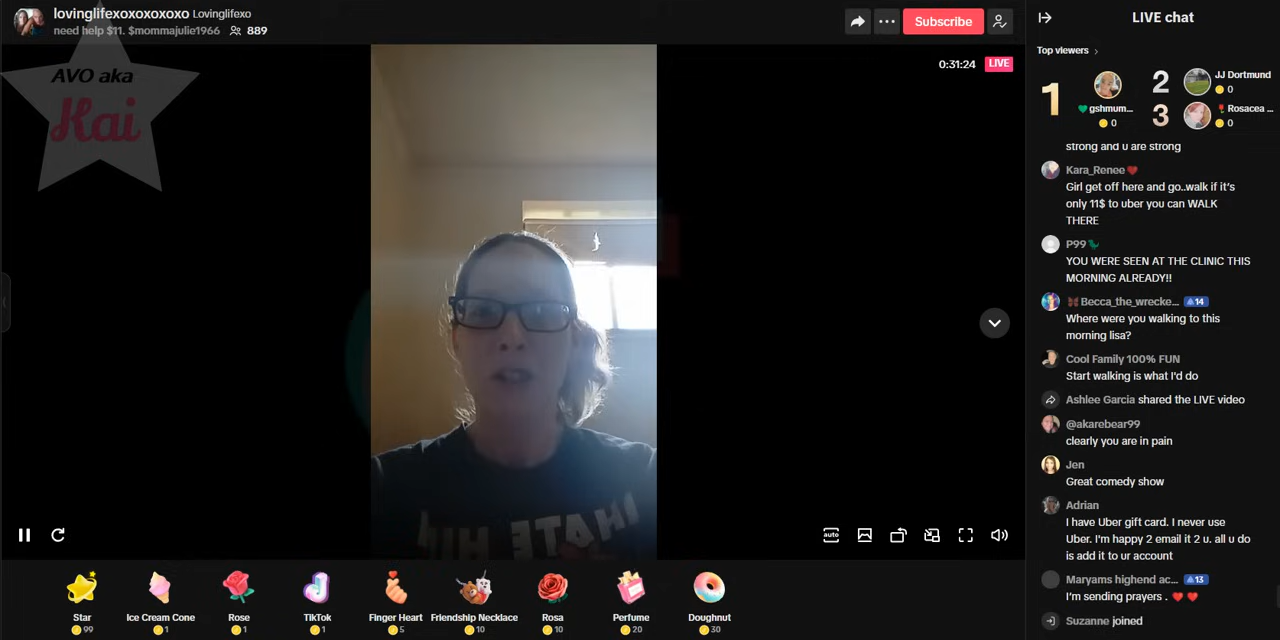 lovinglifexoxoxoxoxo Lovinglifexo
need help $11. $mommajulie1966 889
Subscribe
AVO aka
Kai
0:31:24 LIVE
LIVE chat
Top viewers
1
gshmum...
0
2
JJ Dortmund
0
3
Rosacea ...
0
strong and u are strong
Kara_Renee
Girl get off here and go..walk if it's
only 11$ to uber you can WALK
THERE
P99
YOU WERE SEEN AT THE CLINIC THIS
MORNING ALREADY!!
Becca_the_wrecke... 14
Where were you walking to this
morning lisa?
Cool Family 100% FUN
Start walking is what I'd do
Ashlee Garcia shared the LIVE video
@akarebear99
clearly you are in pain
Jen
Great comedy show
Adrian
I have Uber gift card. I never use
Uber. I'm happy 2 email it 2 u. all u do
is add it to ur account
Maryams highend ac... 13
I'm sending prayers .
Suzanne joined
auto
Star
99
Ice Cream Cone
1
Rose
1
TikTok
1
Finger Heart
5
Friendship Necklace
10
Rosa
10
Perfume
20
Doughnut
30